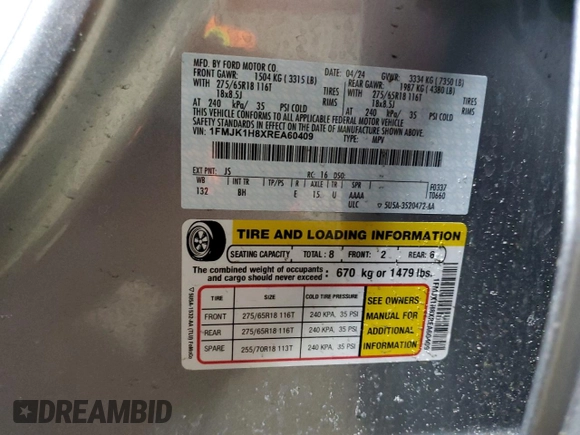 MFD. BY FORD MOTOR CO.
DATE: 04/24 GVWR: 3334 KG (7350 LB)
FRONT GAWR: 1504 KG (3315 LB) REAR GAWR: 1987 KG (4380 LB)
WITH 275/65R18 116T TIRES WITH 275/65R18 116T TIRES
18x8.5J RIMS 18x8.5J RIMS
AT 240 kPa/ 35 PSI COLD AT 240 kPa/ 35 PSI COLD
THIS VEHICLE CONFORMS TO ALL APPLICABLE FEDERAL MOTOR VEHICLE
SAFETY
DATE OF MANUFACTURE SHOWN ABOVE.
VIN: 1FMJK1H8XREA60409 TYPE: MPV
EXT PNT: JS RC: 16 DSO:
WB INT TR TP/PS R AXLE TR SPR F0337
132 BH E 15 U AAAA T0660
ULC ▽ 5U5A-3520472-AA
TIRE AND LOADING INFORMATION
SEATING CAPACITY TOTAL: 8 FRONT: 2 REAR: 6
The combined weight of occupants and cargo should never exceed : 670 kg or 1479 lbs.
TIRE SIZE COLD TIRE PRESSURE
FRONT 275/65R18 116T 240 KPA, 35 PSI
REAR 275/65R18 116T 240 KPA, 35 PSI
SPARE 255/70R18 113T 240 KPA, 35 PSI
SEE OWNERS
MANUAL FOR
ADDITIONAL
INFORMATION
1FMJK1H8XREA60409
DREAMBID